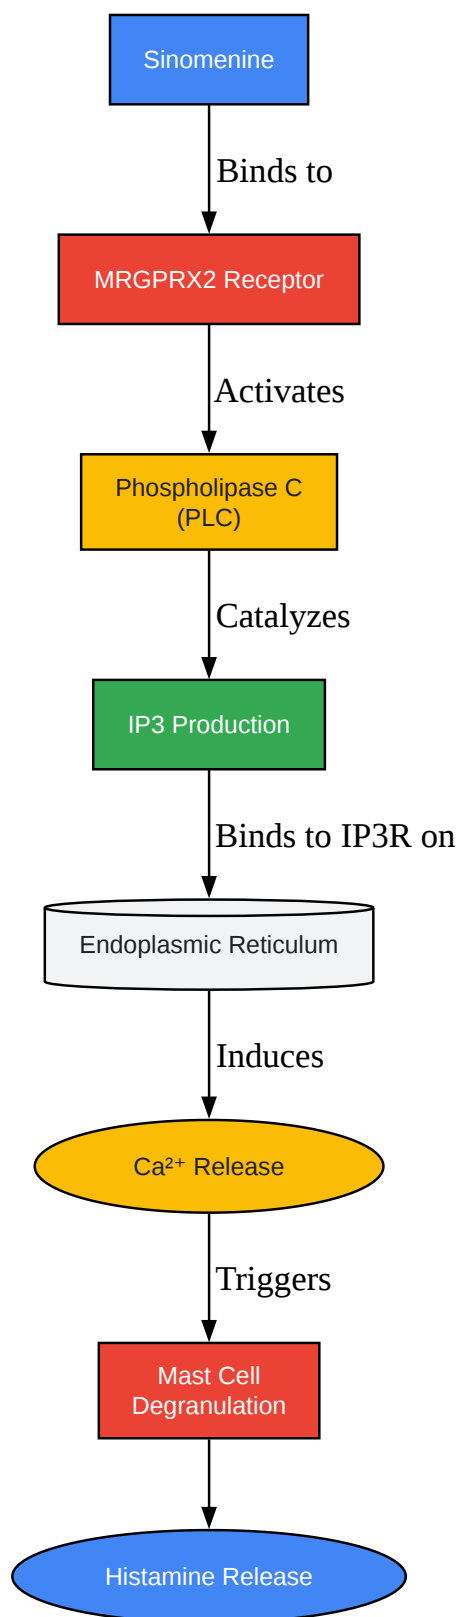 Sinomenine
Binds to
MRGPRX2 Receptor
Activates
Phospholipase C
(PLC)
Catalyzes
IP3 Production
Binds to IP3R on
Endoplasmic Reticulum
Induces
Ca²⁺ Release
Triggers
Mast Cell
Degranulation
Histamine Release